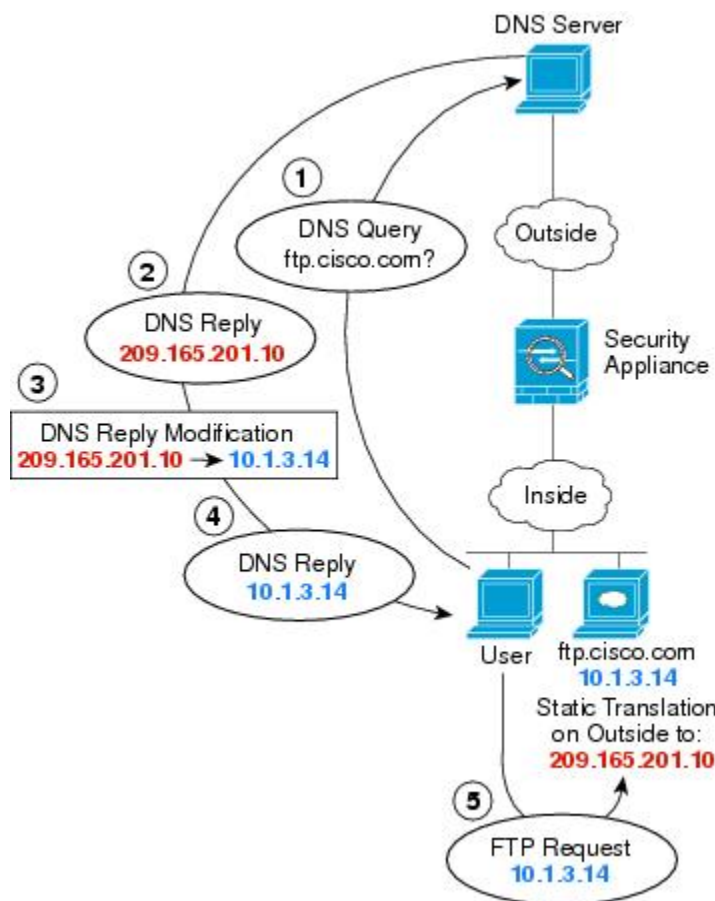 DNS Server
1
DNS Query
ftp.cisco.com?
Outside
2
DNS Reply
209.165.201.10
Security
Appliance
3
DNS Reply Modification
209.165.201.10 → 10.1.3.14
Inside
4
DNS Reply
10.1.3.14
User
ftp.cisco.com
10.1.3.14
Static Translation
on Outside to:
209.165.201.10
5
FTP Request
10.1.3.14